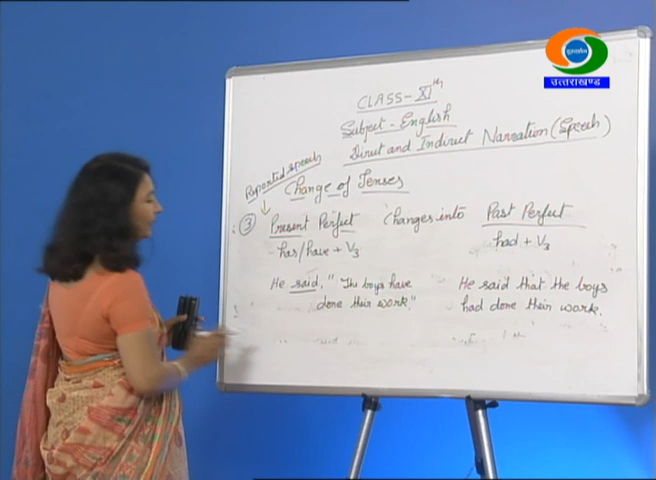 CLASS - XIth
Subject - English
Dirut and Indirect Narration (Speech)
Reported speech
Change of Tenses
③ Present Perfect changes into Past Perfect
has/have + V3 had + V3
He said, "The boys have He said that the boys
done their work." had done their work.
उत्तराखण्ड